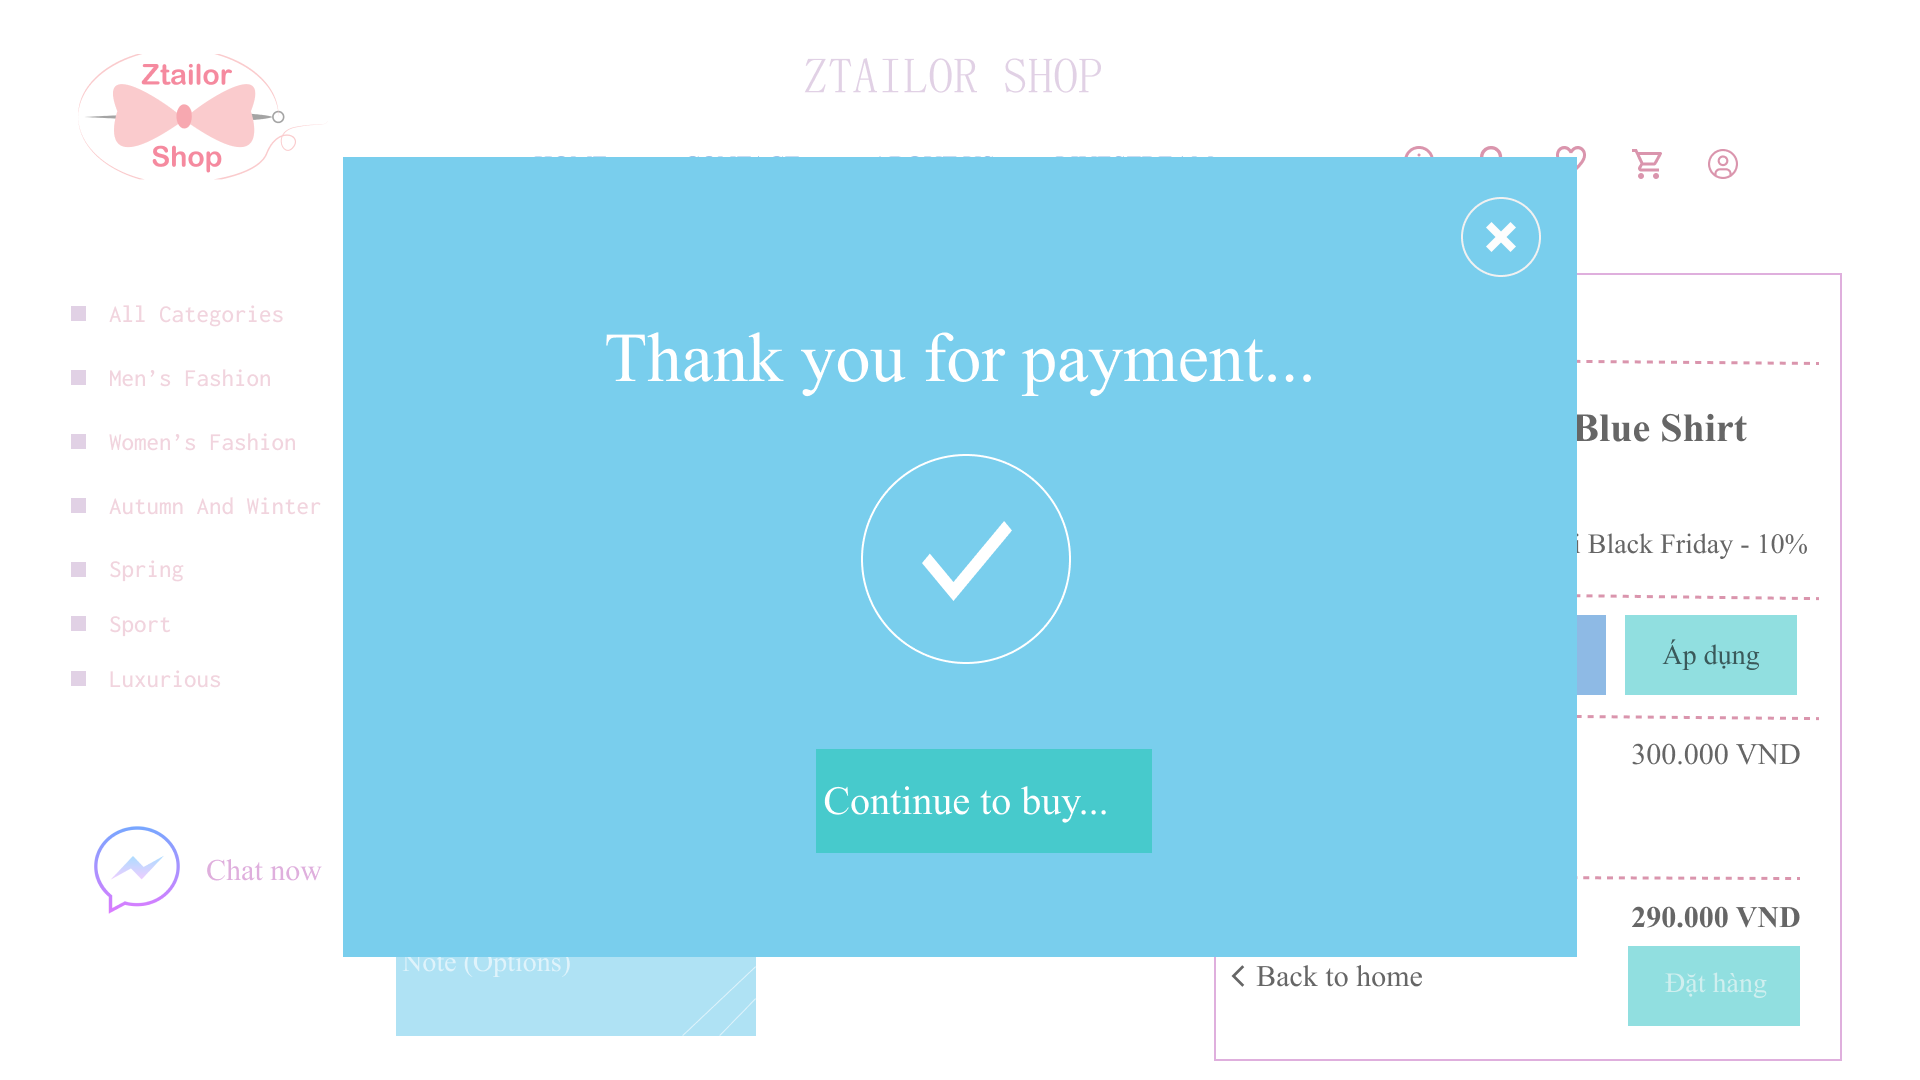 Ztailor
Shop
ZTAILOR SHOP
All Categories
Men’s Fashion
Women’s Fashion
Autumn And Winter
Spring
Sport
Luxurious
Chat now
Thank you for payment...
Continue to buy...
Note (Options)
Blue Shirt
i Black Friday - 10%
Áp dụng
300.000 VND
290.000 VND
Back to home
Đặt hàng